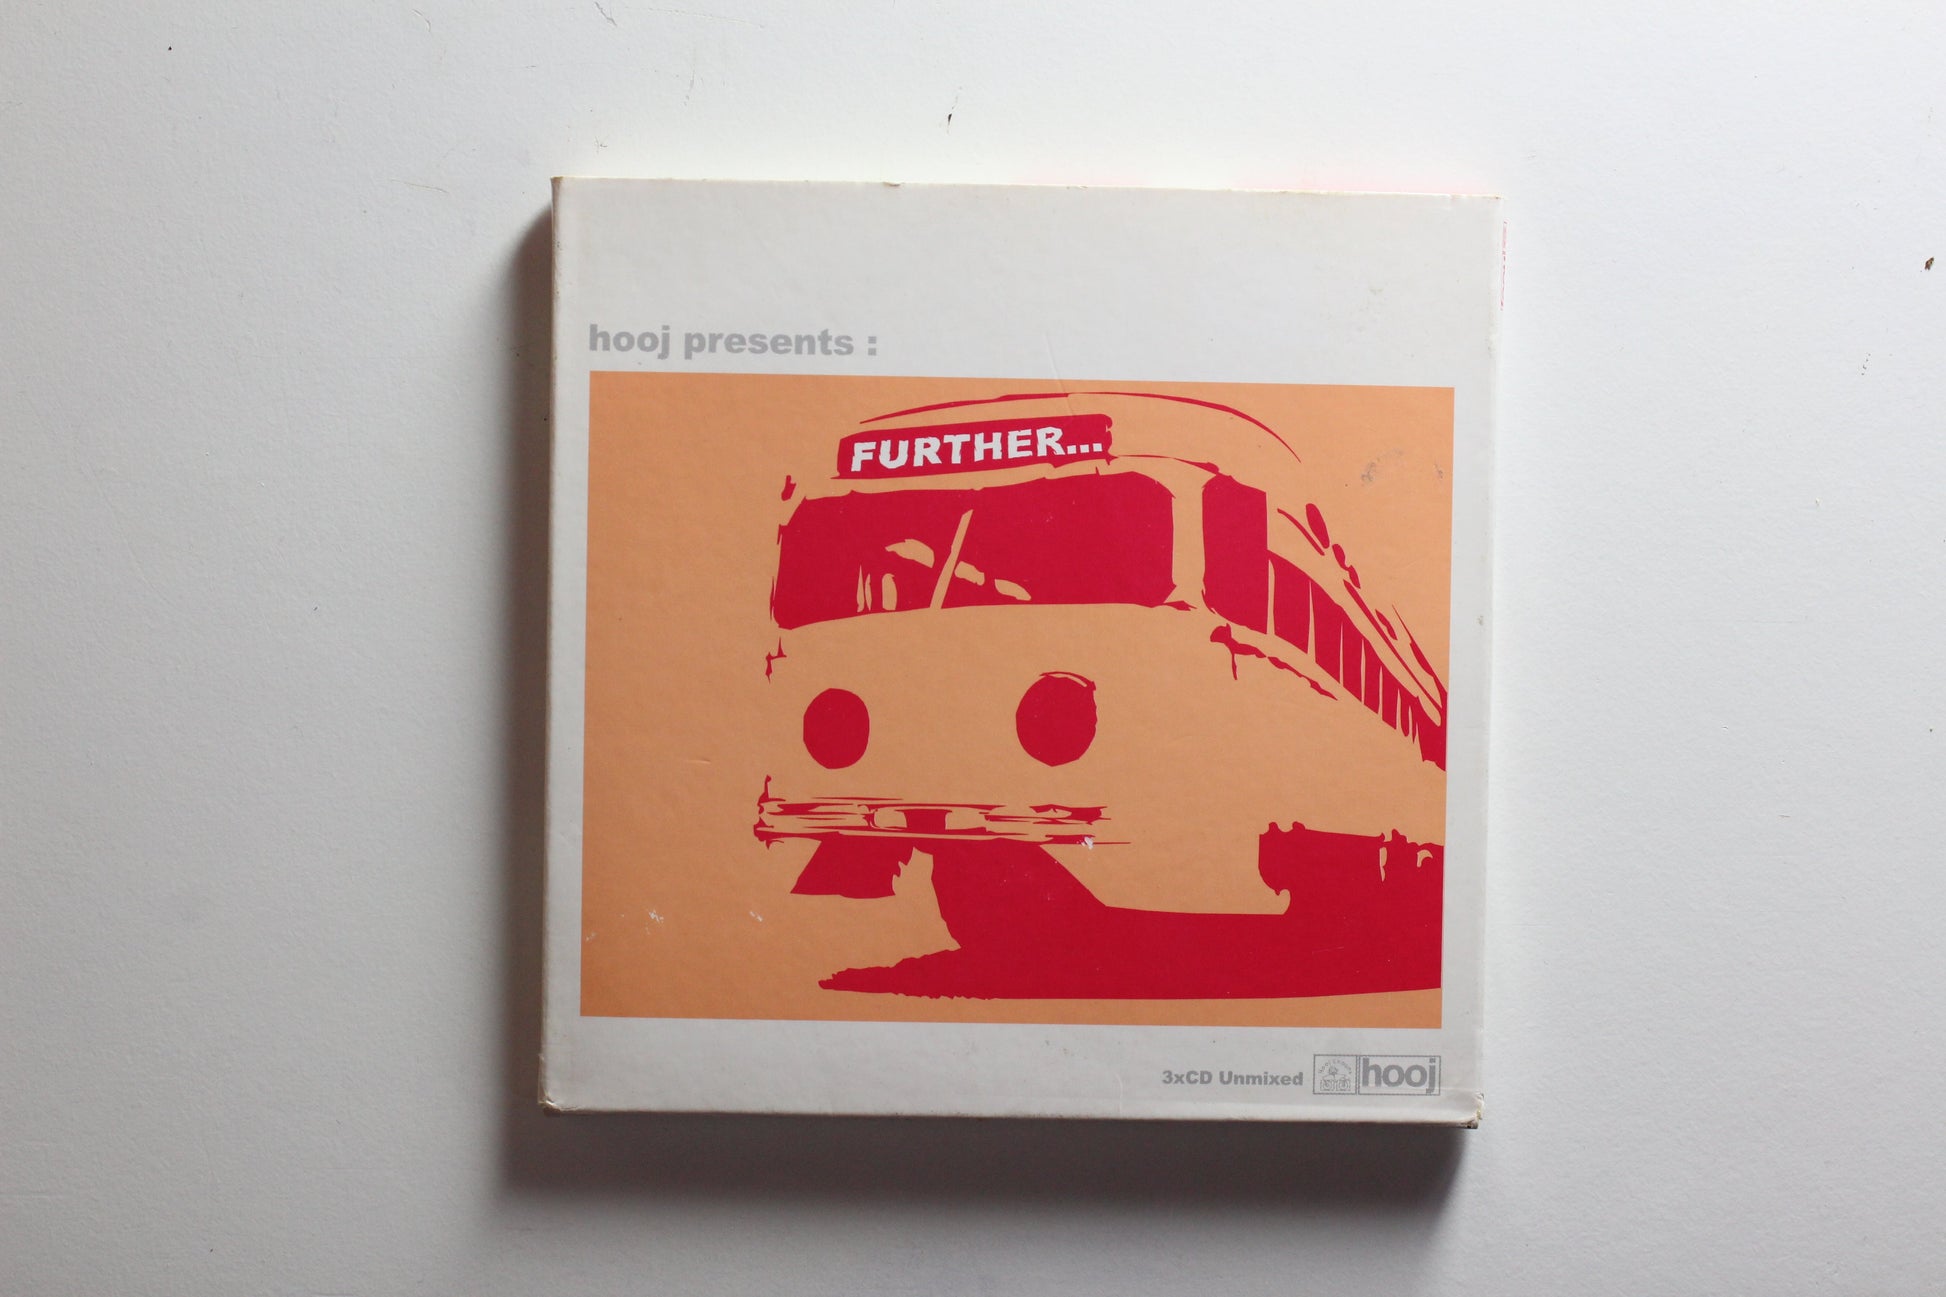 hooj presents :
FURTHER...
3xCD Unmixed
hooj